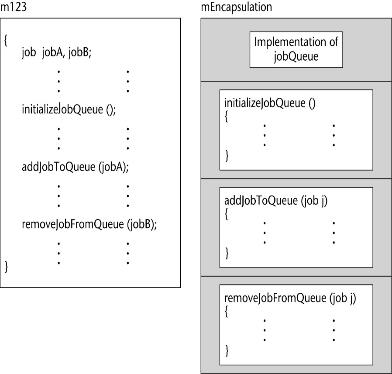 m123
{
job jobA, jobB;
initializeJobQueue ();
addJobToQueue (jobA);
removeJobFromQueue (jobB);
}
mEncapsulation
Implementation of
jobQueue
initializeJobQueue ()
{
}
addJobToQueue (job j)
{
}
removeJobFromQueue (job j)
{
}